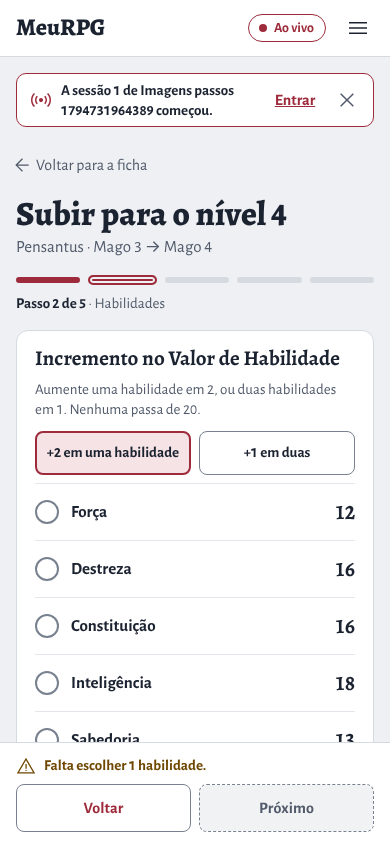 MeuRPG
Ao vivo
A sessão 1 de Imagens passos
1794731964389 começou.
Entrar
Voltar para a ficha
Subir para o nível 4
Pensantus · Mago 3 → Mago 4
Passo 2 de 5 · Habilidades
Incremento no Valor de Habilidade
Aumente uma habilidade em 2, ou duas habilidades
em 1. Nenhuma passa de 20.
+2 em uma habilidade
+1 em duas
Força 12
Destreza 16
Constituição 16
Inteligência 18
Sabedoria 13
Falta escolher 1 habilidade.
Voltar
Próximo